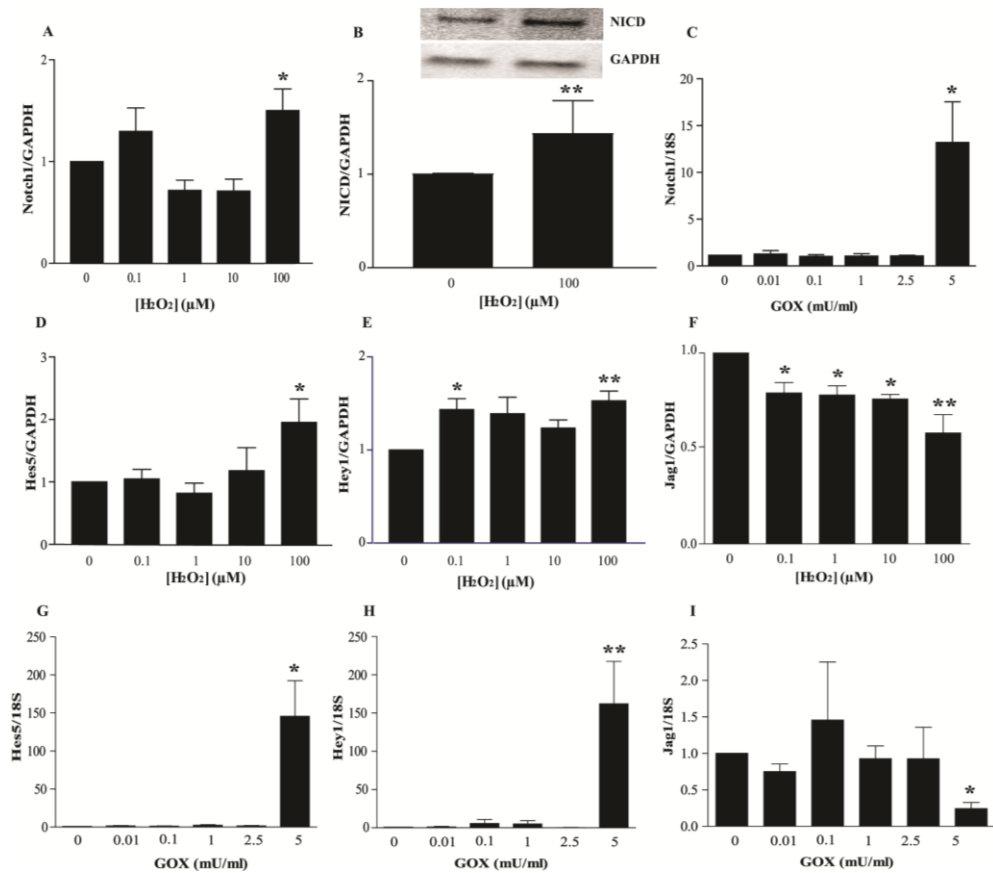 A
Notch1/GAPDH
2
1
0
*
0 0.1 1 10 100
[H2O2] (µM)
B
NICD
GAPDH
NICD/GAPDH
2
1
0
**
0 100
[H2O2] (µM)
C
Notch1/18S
20
15
10
5
0
*
0 0.01 0.1 1 2.5 5
GOX (mU/ml)
D
Hes5/GAPDH
3
2
1
0
*
0 0.1 1 10 100
[H2O2] (µM)
E
Hey1/GAPDH
2
1
0
* **
0 0.1 1 10 100
[H2O2] (µM)
F
Jag1/GAPDH
1.0
0.5
0.0
* * * **
0 0.1 1 10 100
[H2O2] (µM)
G
Hes5/18S
250
200
150
100
50
0
*
0 0.01 0.1 1 2.5 5
GOX (mU/ml)
H
Hey1/18S
250
200
150
100
50
0
**
0 0.01 0.1 1 2.5 5
GOX (mU/ml)
I
Jag1/18S
2.5
2.0
1.5
1.0
0.5
0.0
*
0 0.01 0.1 1 2.5 5
GOX (mU/ml)